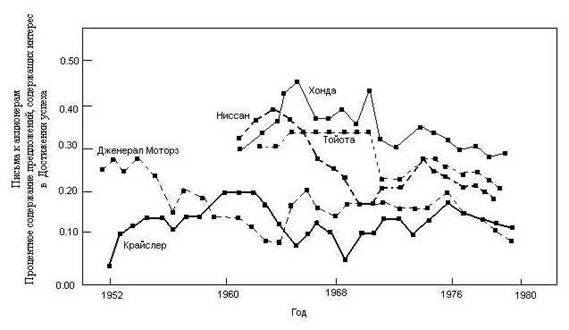 Письма к акционерам
Процентное содержание предложений, содержащих интерес
в Достижении успеха
0.50
0.40
0.30
0.20
0.10
0.00
Хонда
Ниссан
Тойота
Дженерал Моторз
Крайслер
1952
1960
1968
1976
1980
Год